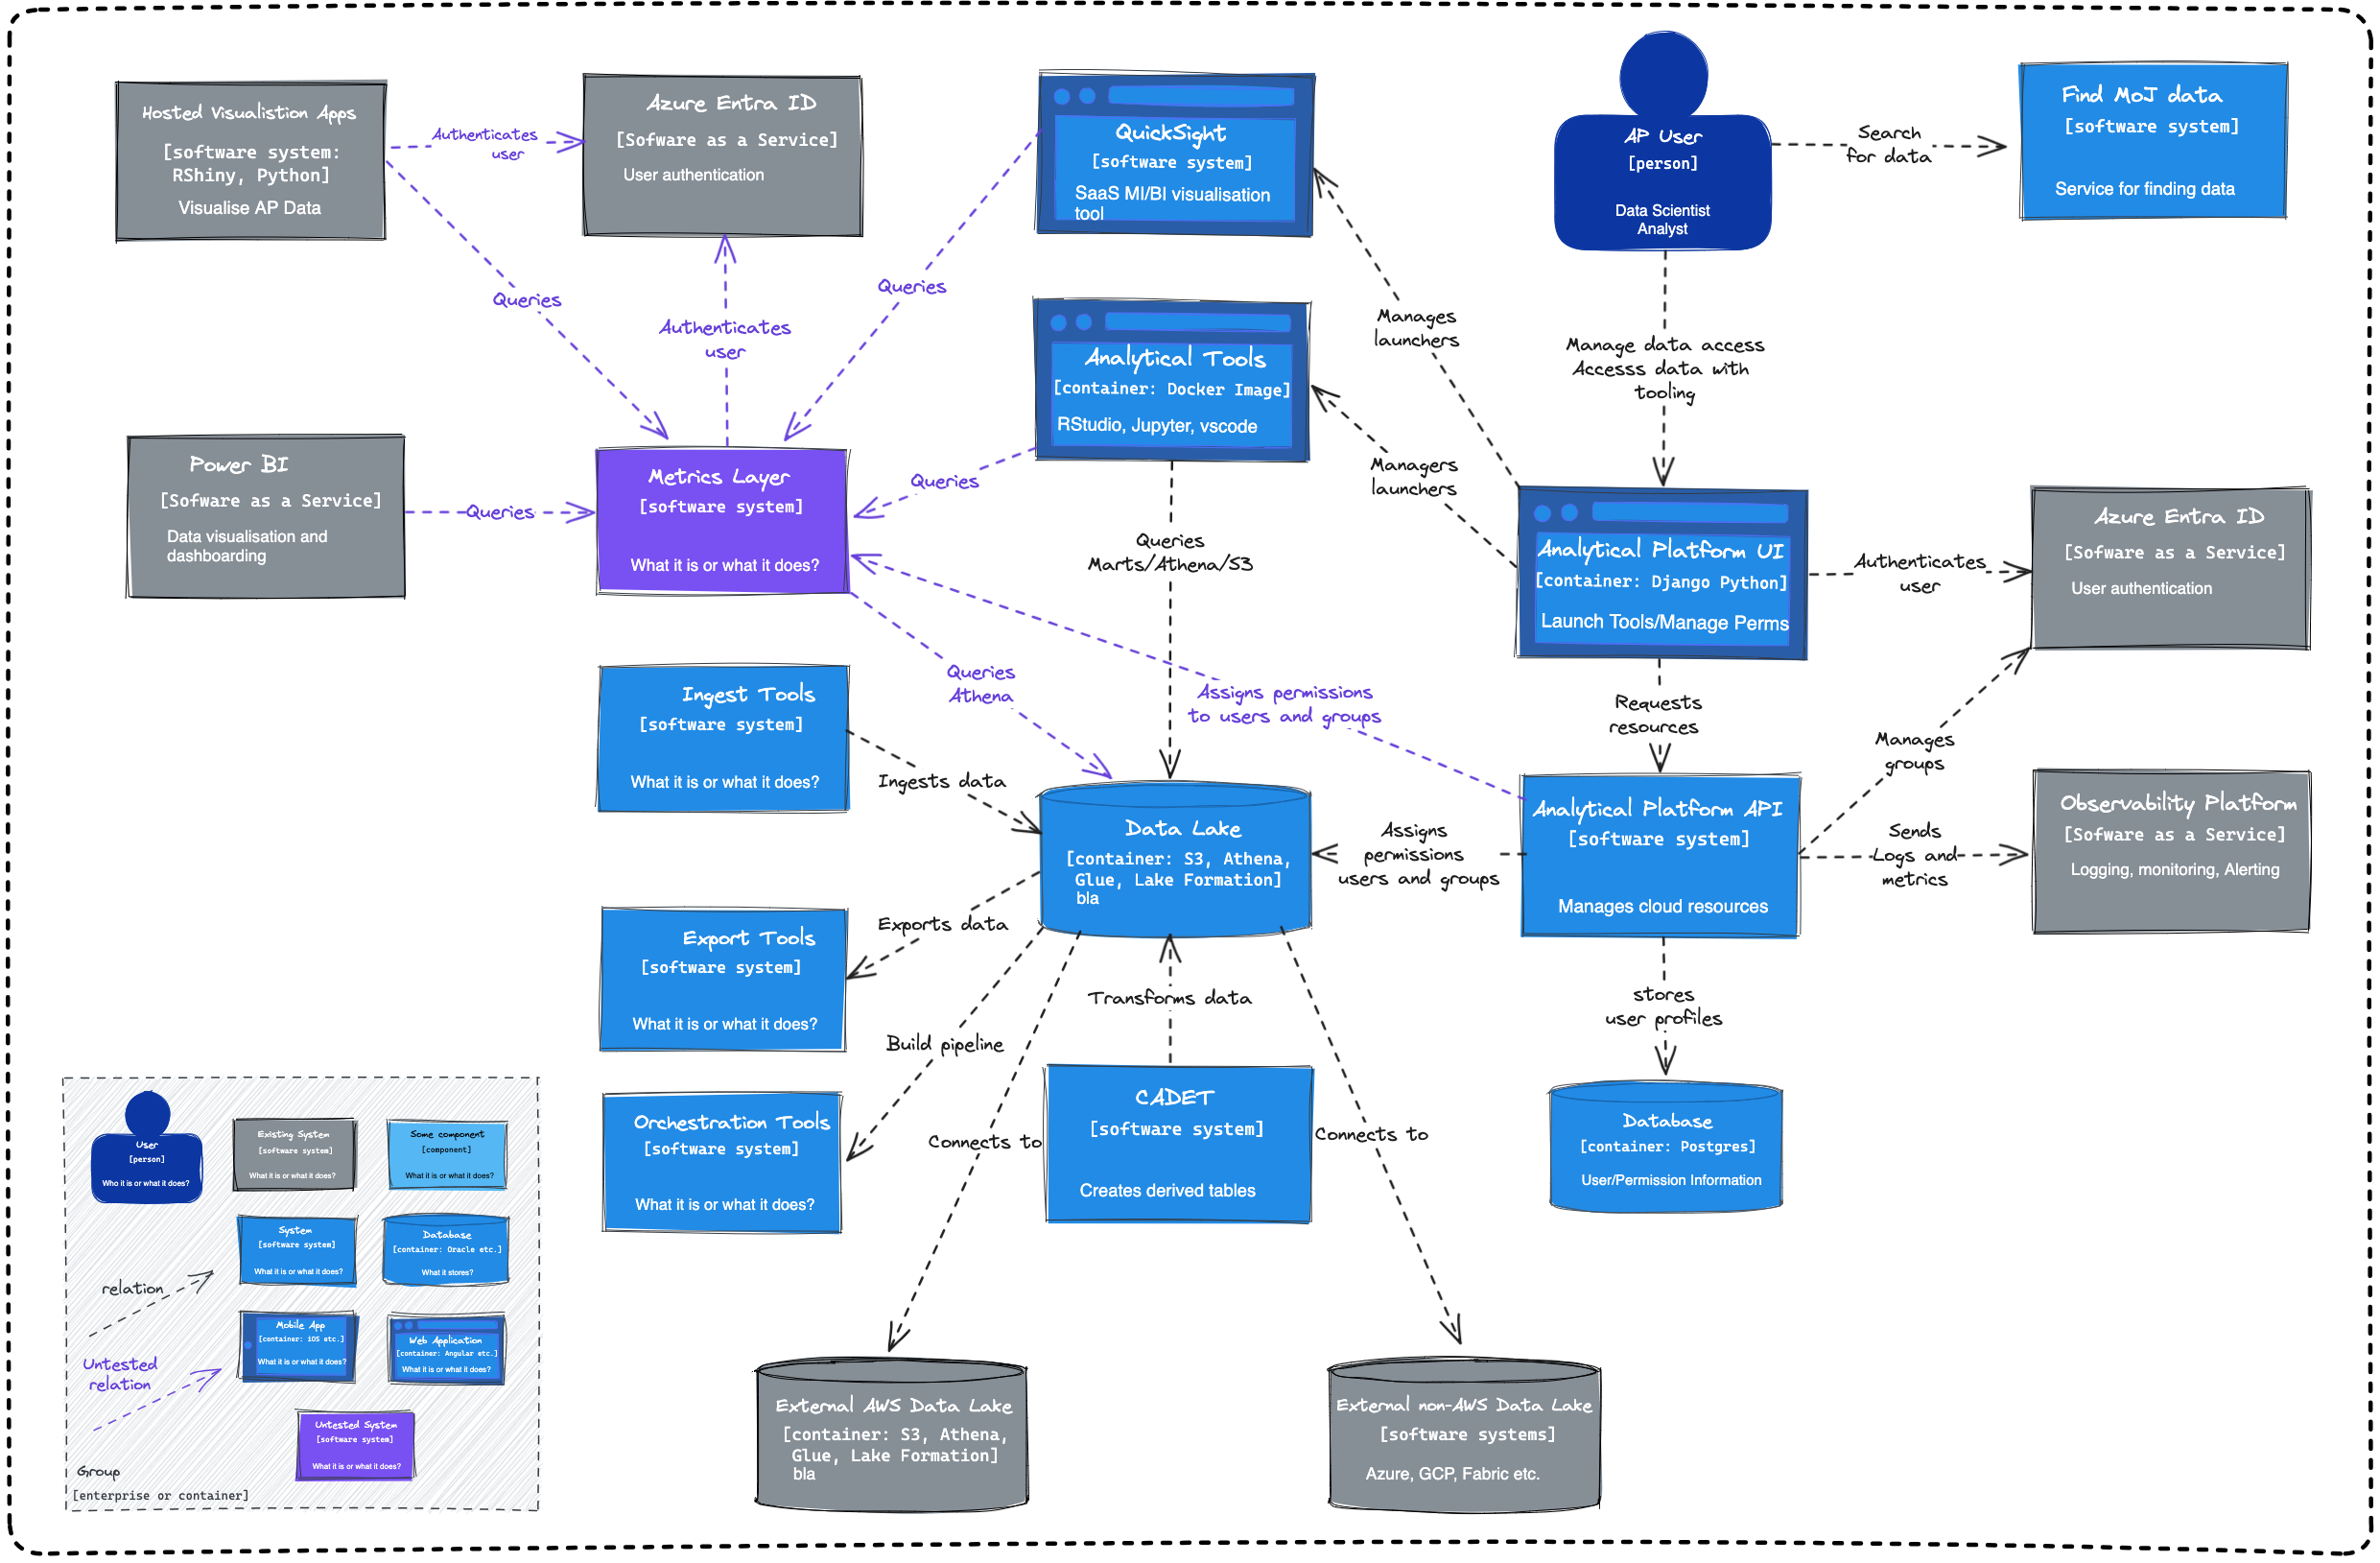 Hosted Visualistion Apps
[software system:
RShiny, Python]
Visualise AP Data
Authenticates
user
Azure Entra ID
[Sofware as a Service]
User authentication
QuickSight
[software system]
SaaS MI/BI visualisation
tool
AP User
[person]
Data Scientist
Analyst
Search
for data
Find MoJ data
[software system]
Service for finding data
Queries
Authenticates
user
Queries
Analytical Tools
[container: Docker Image]
RStudio, Jupyter, vscode
Manages
launchers
Manage data access
Accesss data with
tooling
Power BI
[Sofware as a Service]
Data visualisation and
dashboarding
Queries
Metrics Layer
[software system]
What it is or what it does?
Queries
Managers
launchers
Queries
Marts/Athena/S3
Analytical Platform UI
[container: Django Python]
Launch Tools/Manage Perms
Authenticates
user
Azure Entra ID
[Sofware as a Service]
User authentication
Queries
Athena
Assigns permissions
to users and groups
Requests
resources
Manages
groups
Ingest Tools
[software system]
What it is or what it does?
Ingests data
Data Lake
[container: S3, Athena,
Glue, Lake Formation]
bla
Assigns
permissions
users and groups
Analytical Platform API
[software system]
Manages cloud resources
Sends
Logs and
metrics
Observability Platform
[Sofware as a Service]
Logging, monitoring, Alerting
Export Tools
[software system]
What it is or what it does?
Exports data
Build pipeline
Transforms data
stores
user profiles
Orchestration Tools
[software system]
What it is or what it does?
Connects to
CADET
[software system]
Creates derived tables
Connects to
Database
[container: Postgres]
User/Permission Information
External AWS Data Lake
[container: S3, Athena,
Glue, Lake Formation]
bla
External non-AWS Data Lake
[software systems]
Azure, GCP, Fabric etc.
User
[person]
Who it is or what it does?
Existing System
[software system]
What it is or what it does?
Some component
[component]
What it is or what it does?
System
[software system]
What it is or what it does?
Database
[container: Oracle etc.]
What it stores?
relation
Mobile App
[container: iOS etc.]
What it is or what it does?
Web Application
[container: Angular etc.]
What it is or what it does?
Untested
relation
Untested System
[software system]
What it is or what it does?
Group
[enterprise or container]